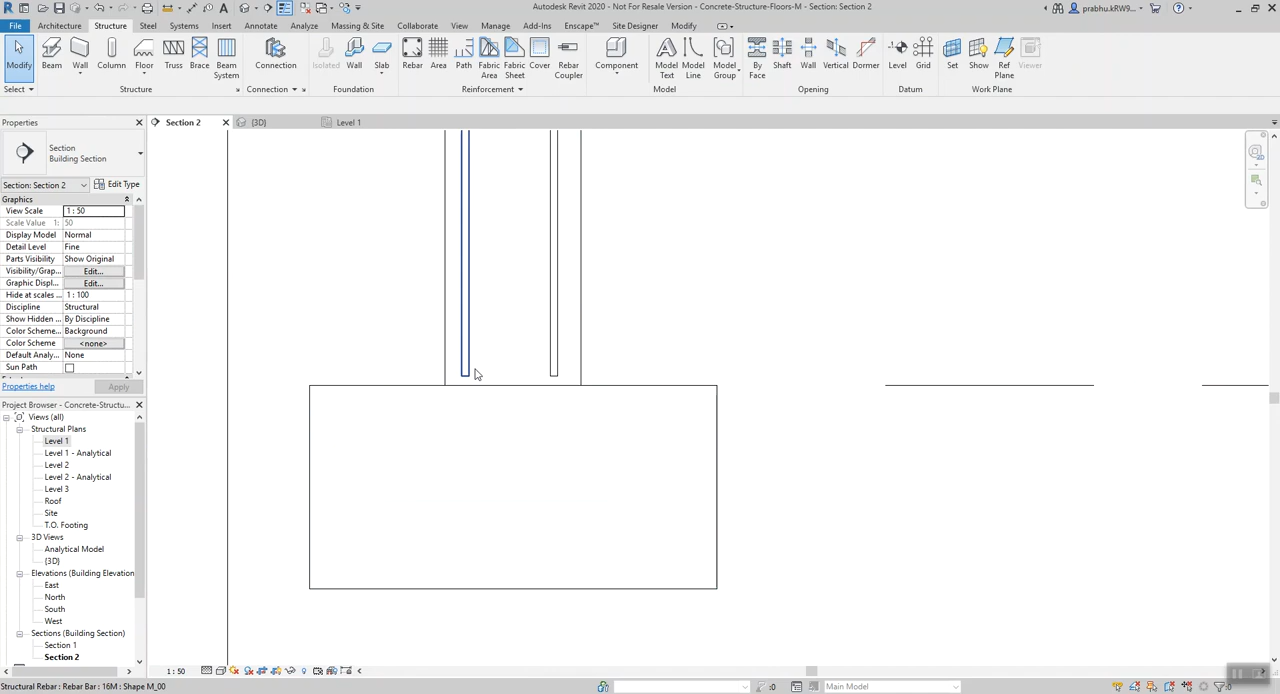 Autodesk Revit 2020 - Not For Resale Version - Concrete-Structure-Floors-M - Section: Section 2
prabhu.kRW9...
File Architecture Structure Steel Systems Insert Annotate Analyze Massing & Site Collaborate View Manage Add-Ins Enscape™ Site Designer Modify
Modify Beam Wall Column Floor Truss Brace Beam System Connection Isolated Wall Slab Rebar Area Path Fabric Area Fabric Sheet Cover Rebar Coupler Component Model Text Model Line Model Group By Face Shaft Wall Vertical Dormer Level Grid Set Show Ref Plane Viewer
Select Structure Connection Foundation Reinforcement Model Opening Datum Work Plane
Properties
Section 2 {3D} Level 1
Section
Building Section
Section: Section 2 Edit Type
Graphics
View Scale 1 : 50
Scale Value 1: 50
Display Model Normal
Detail Level Fine
Parts Visibility Show Original
Visibility/Grap... Edit...
Graphic Displ... Edit...
Hide at scales ... 1 : 100
Discipline Structural
Show Hidden ... By Discipline
Color Scheme... Background
Color Scheme <none>
Default Analy... None
Sun Path
Properties help Apply
Project Browser - Concrete-Structu...
Views (all)
Structural Plans
Level 1
Level 1 - Analytical
Level 2
Level 2 - Analytical
Level 3
Roof
Site
T.O. Footing
3D Views
Analytical Model
{3D}
Elevations (Building Elevation
East
North
South
West
Sections (Building Section)
Section 1
Section 2
1 : 50
Structural Rebar : Rebar Bar : 16M : Shape M_00
:0 Main Model :0